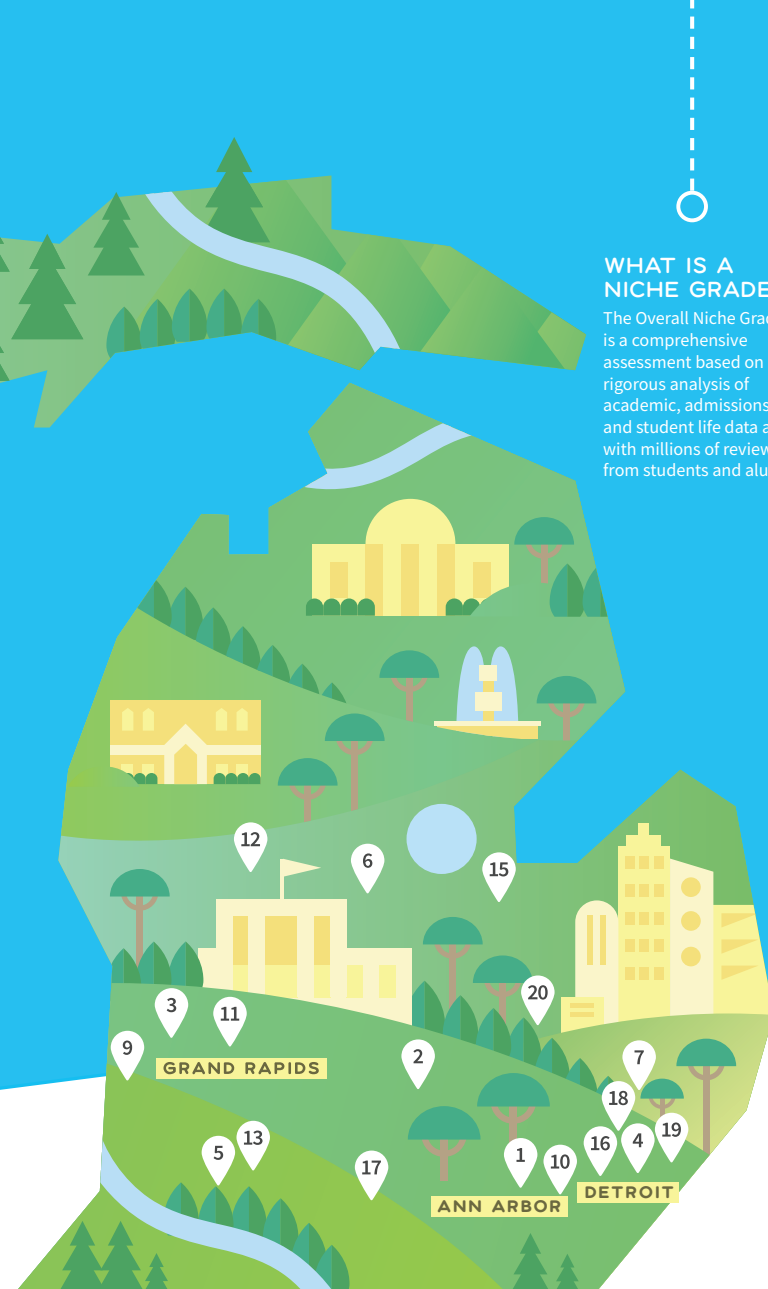 WHAT IS A
NICHE GRADE
The Overall Niche Grad
is a comprehensive
assessment based on
rigorous analysis of
academic, admissions
and student life data a
with millions of review
from students and alu
12
6
15
20
3
11
9
2
7
GRAND RAPIDS
18
19
13
5
16
4
1
10
17
DETROIT
ANN ARBOR